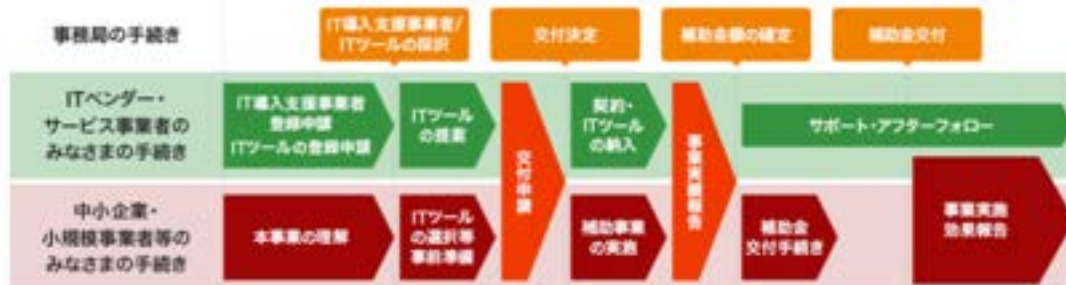 事務局の手続き
IT導入支援事業者/
ITツールの採択
交付決定
補助金額の確定
補助金交付
ITベンダー・
サービス事業者の
みなさまの手続き
IT導入支援事業者
登録申請
ITツールの登録申請
ITツール
の提案
交付申請
契約・
ITツール
の納入
事業実績報告
サポート・アフターフォロー
中小企業・
小規模事業者等の
みなさまの手続き
本事業の理解
ITツール
の選択等
事前準備
補助事業
の実施
補助金
交付手続き
事業実施
効果報告